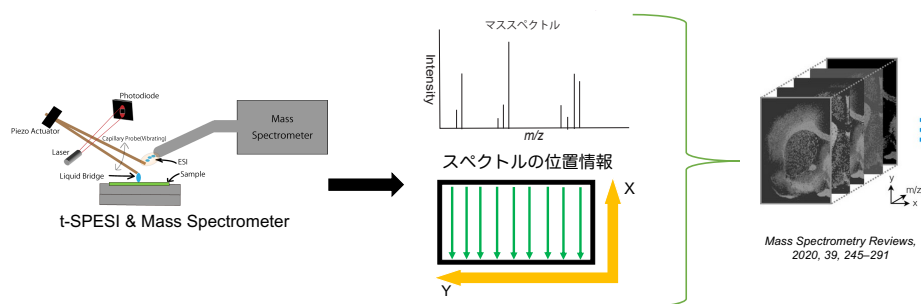 Photodiode
Piezo Actuator
Capillary Probe(Vibrating)
Laser
ESI
Liquid Bridge
Sample
Mass
Spectrometer
t-SPESI & Mass Spectrometer
マススペクトル
Intensity
m/z
スペクトルの位置情報
X
Y
y
m/z
x
Mass Spectrometry Reviews,
2020, 39, 245–291